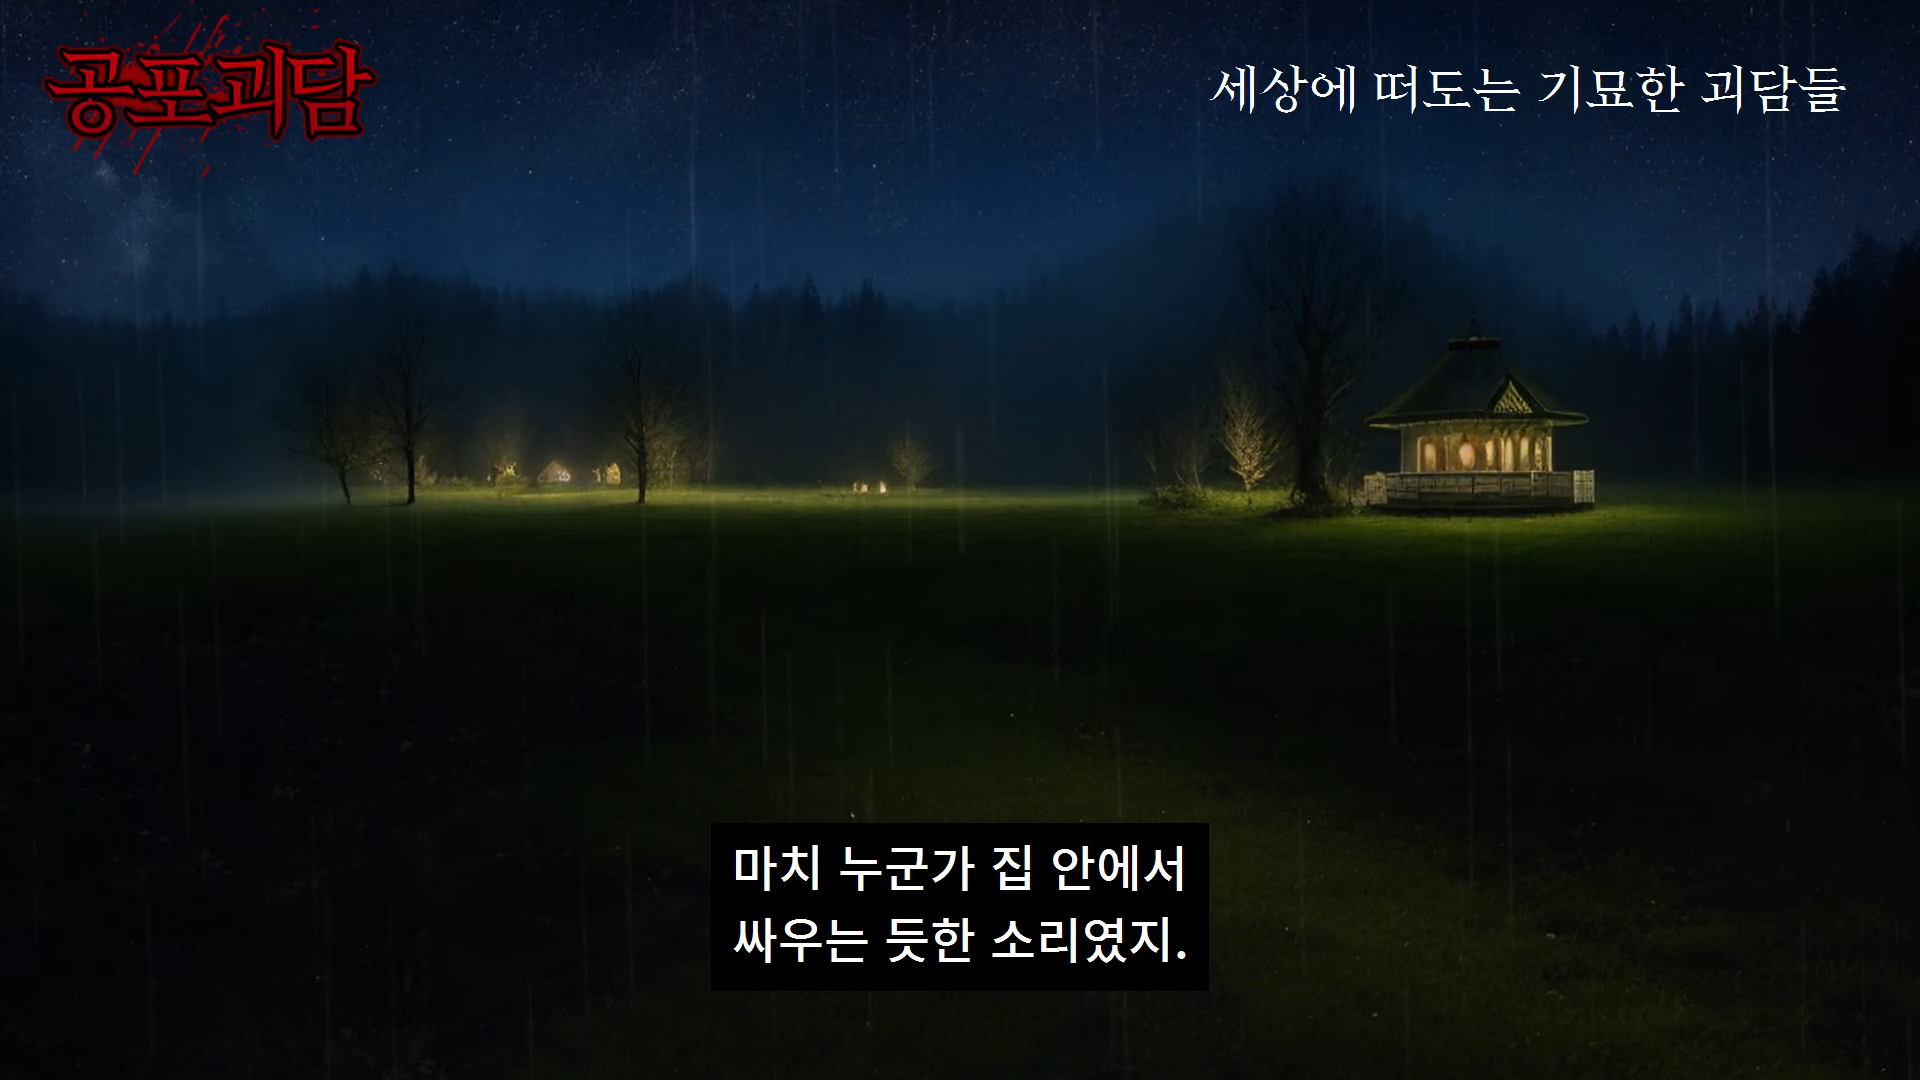 공포괴담
세상에 떠도는 기묘한 괴담들
마치 누군가 집 안에서
싸우는 듯한 소리였지.